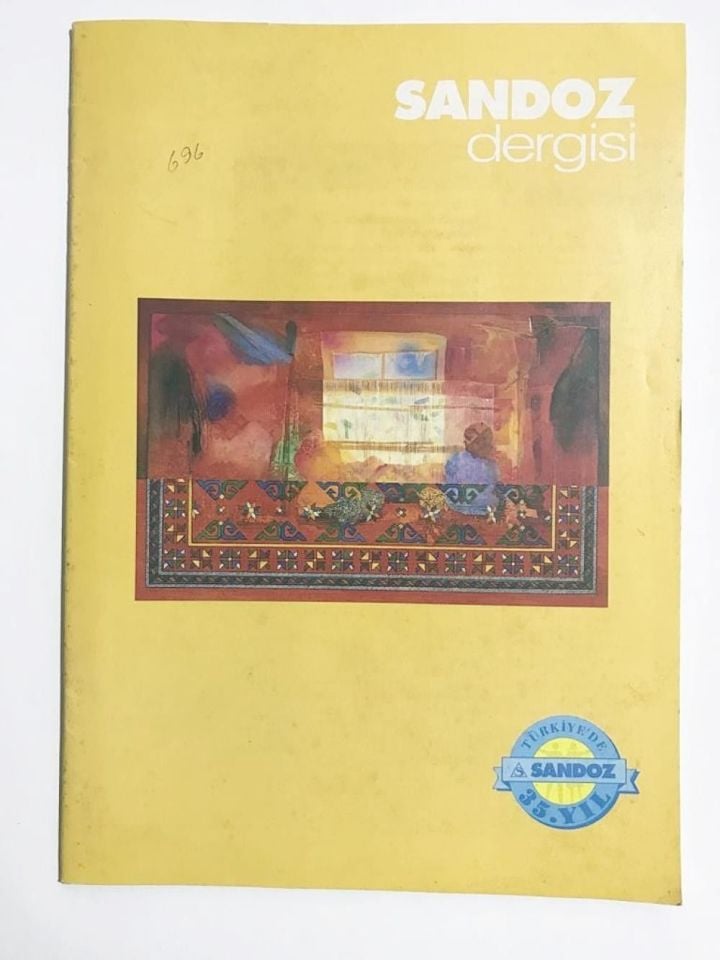 SANDOZ
dergisi
696
TÜRKİYE'DE
SANDOZ
35.YIL